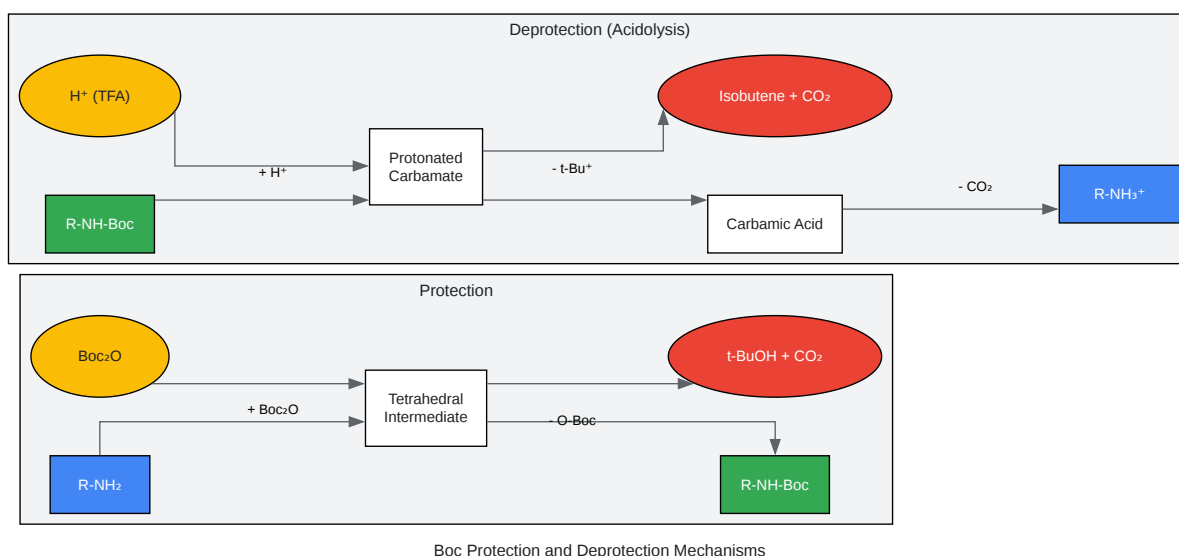 Deprotection (Acidolysis)
H⁺ (TFA)
Isobutene + CO₂
Protonated
Carbamate
+ H⁺
- t-Bu⁺
- CO₂
R-NH₃⁺
R-NH-Boc
Carbamic Acid
Protection
Boc₂O
t-BuOH + CO₂
Tetrahedral
Intermediate
+ Boc₂O
- O-Boc
R-NH₂
R-NH-Boc
Boc Protection and Deprotection Mechanisms